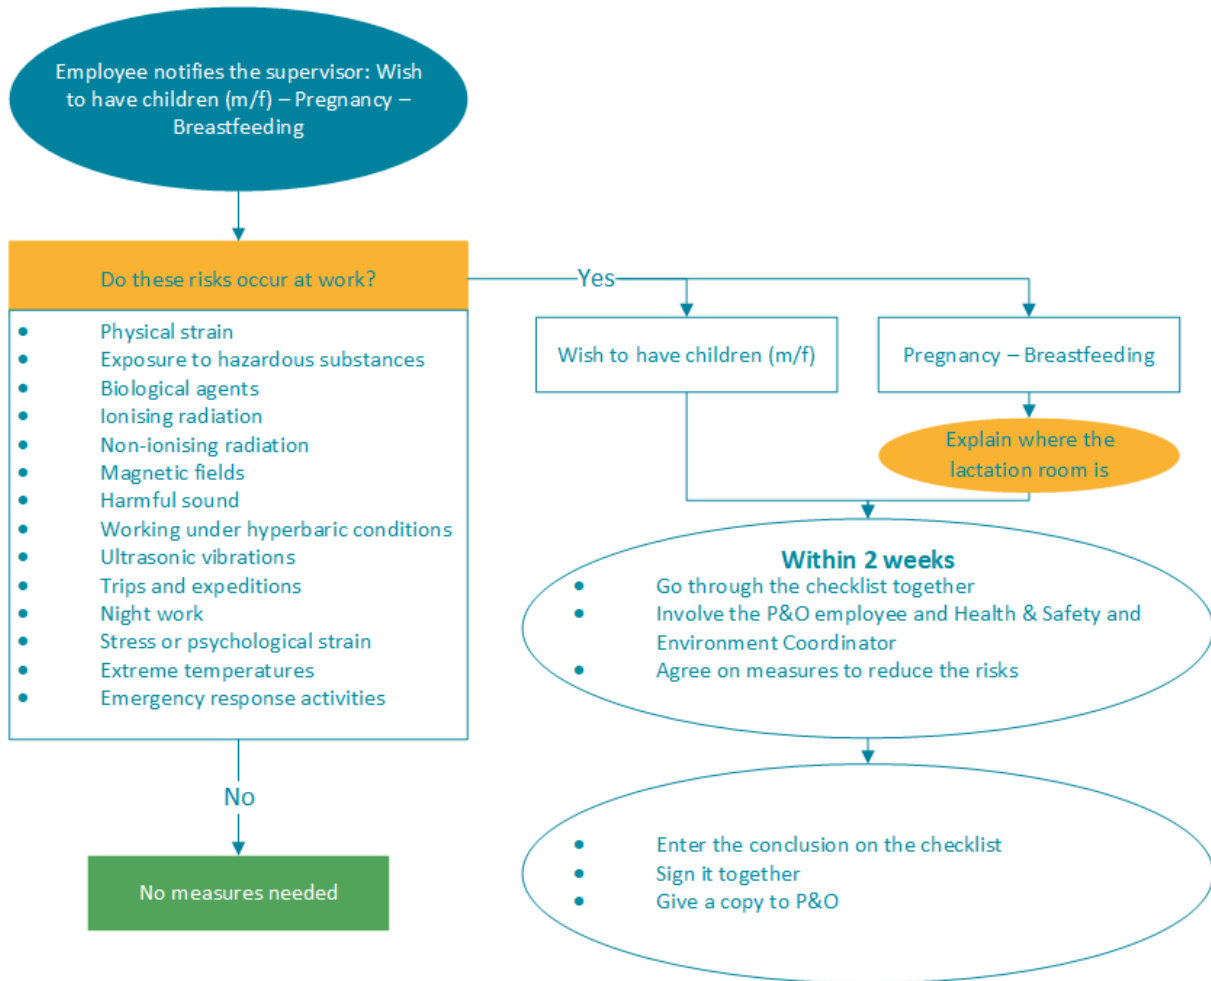 Employee notifies the supervisor: Wish
to have children (m/f) – Pregnancy –
Breastfeeding
Do these risks occur at work?
• Physical strain
• Exposure to hazardous substances
• Biological agents
• Ionising radiation
• Non-ionising radiation
• Magnetic fields
• Harmful sound
• Working under hyperbaric conditions
• Ultrasonic vibrations
• Trips and expeditions
• Night work
• Stress or psychological strain
• Extreme temperatures
• Emergency response activities
No
No measures needed
Yes
Wish to have children (m/f)
Pregnancy – Breastfeeding
Explain where the
lactation room is
Within 2 weeks
• Go through the checklist together
• Involve the P&O employee and Health & Safety and
Environment Coordinator
• Agree on measures to reduce the risks
• Enter the conclusion on the checklist
• Sign it together
• Give a copy to P&O